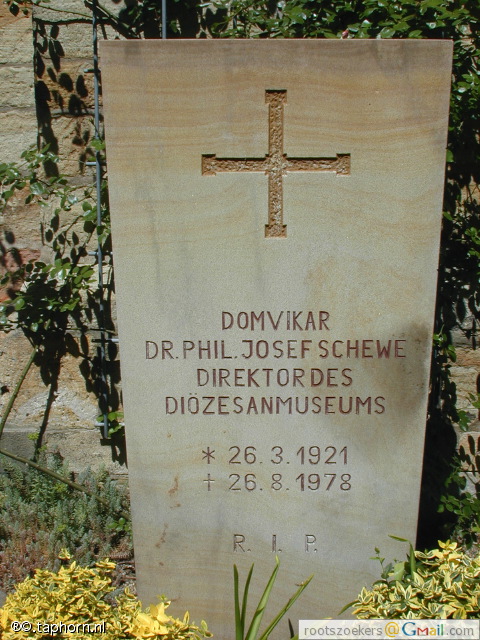 DOMVIKAR
DR. PHIL. JOSEF SCHEWE
DIREKTOR DES
DIÖZESANMUSEUMS
* 26. 3. 1921
† 26. 8. 1978
R. I. P.
® © taphorn.nl
rootszoekers @ Gmail .com